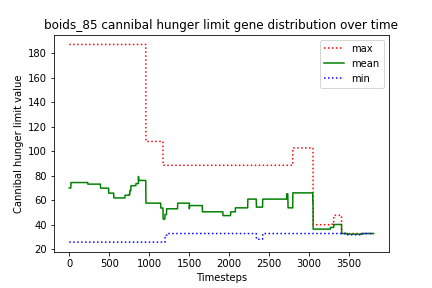 boids_85 cannibal hunger limit gene distribution over time
max
mean
min
Cannibal hunger limit value
180
160
140
120
100
80
60
40
20
0
500
1000
1500
2000
2500
3000
3500
Timesteps